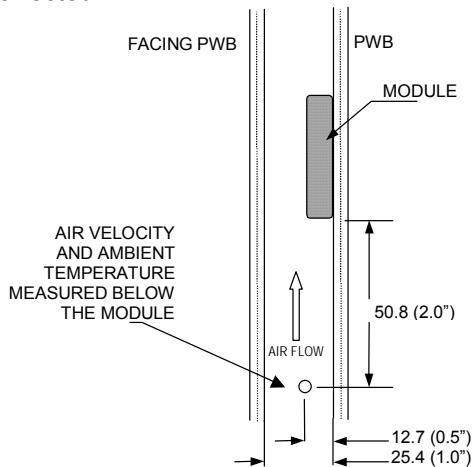 FACING PWB
PWB
MODULE
AIR VELOCITY
AND AMBIENT
TEMPERATURE
MEASURED BELOW
THE MODULE
AIR FLOW
50.8 (2.0")
12.7 (0.5")
25.4 (1.0")